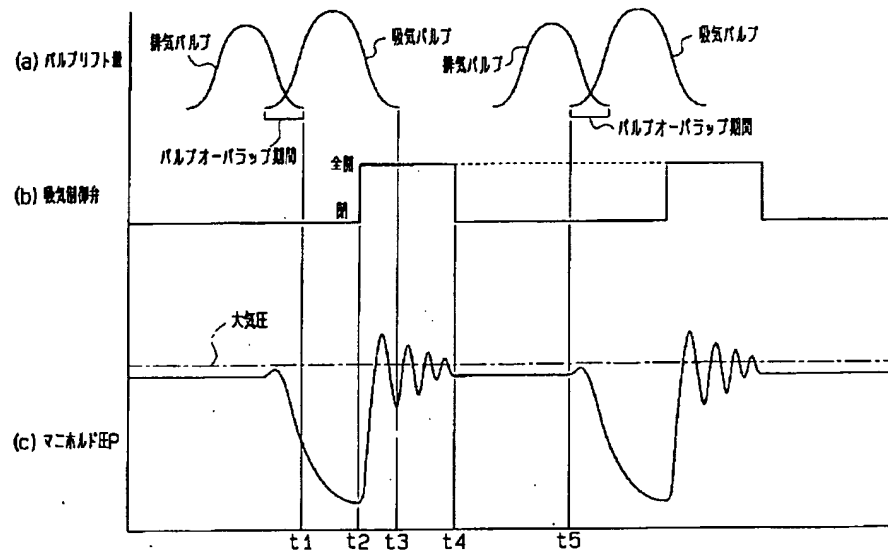 (a) バルブリフト量
排気バルブ
吸気バルブ
排気バルブ
吸気バルブ
バルブオーバラップ期間
バルブオーバラップ期間
(b) 吸気制御弁
全開
閉
大気圧
(c) マニホルド圧P
t1
t2
t3
t4
t5